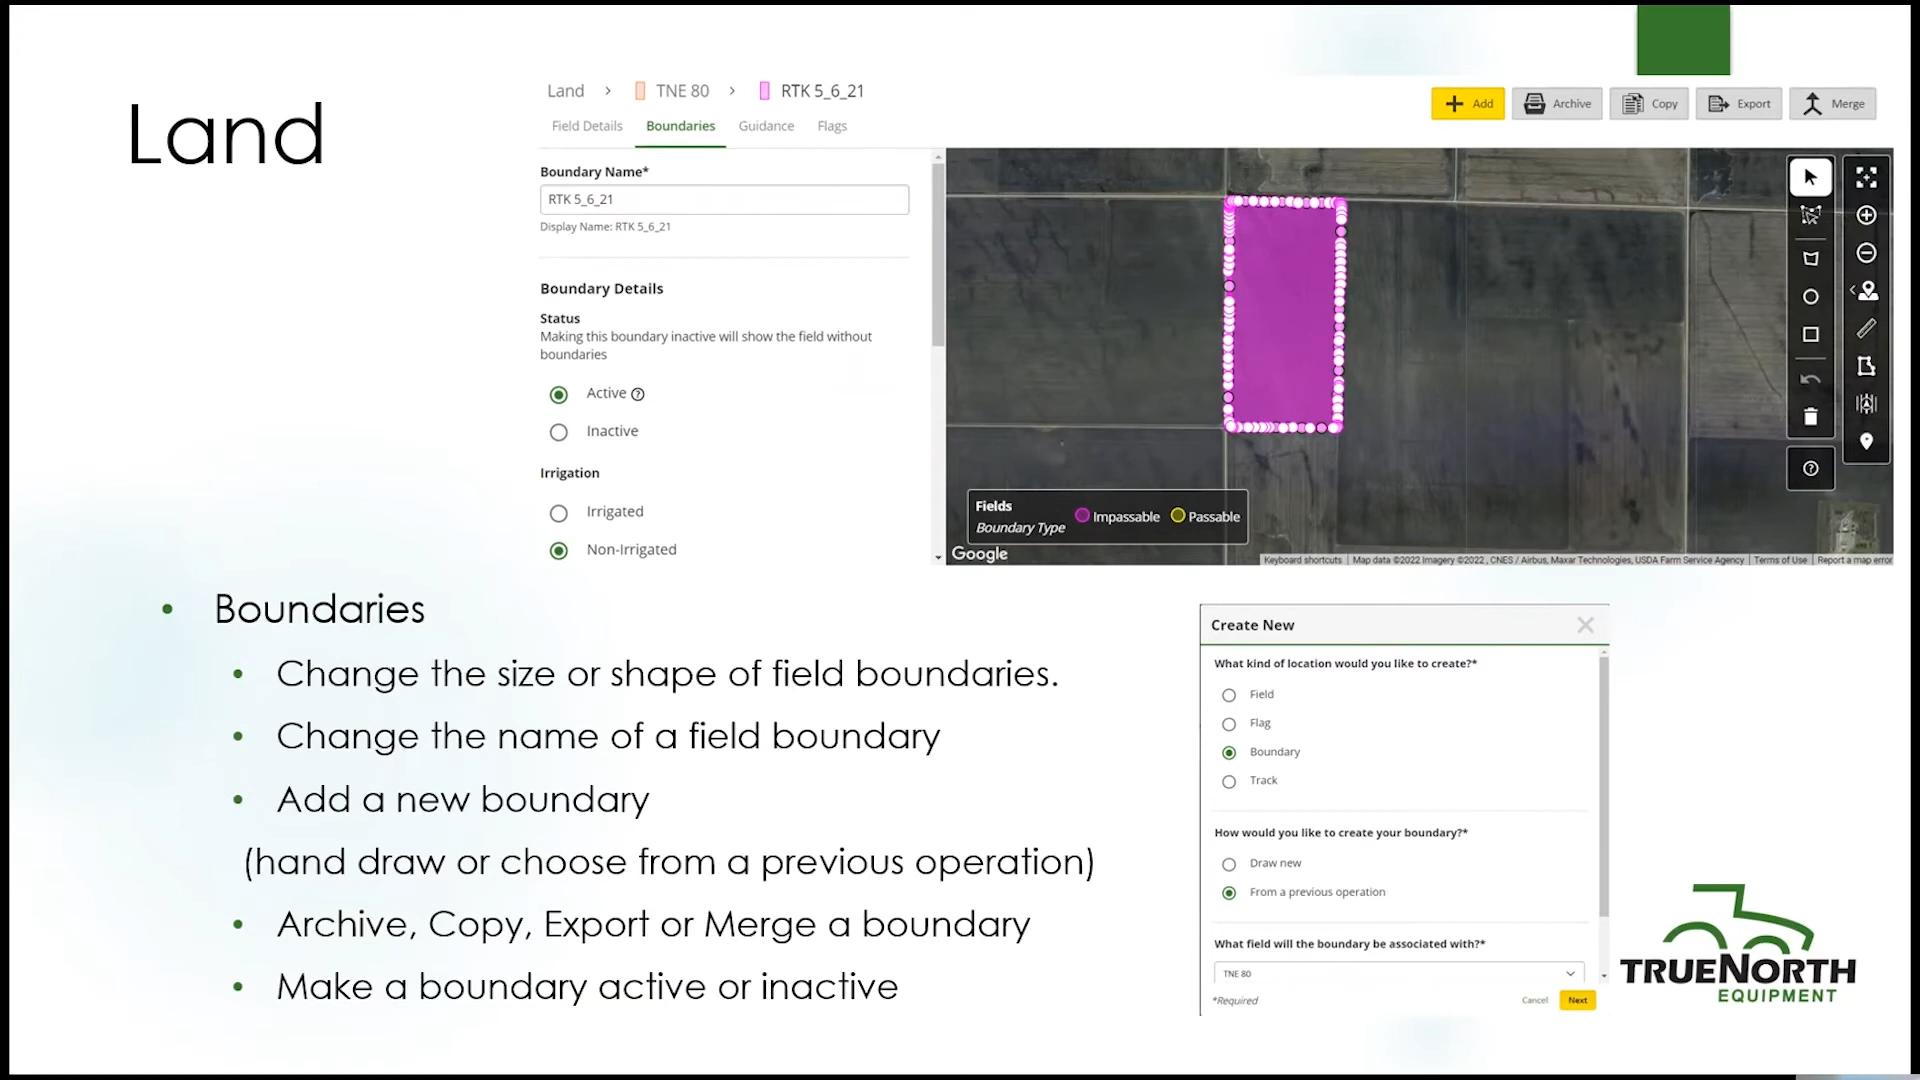 Land
Land > TNE 80 > RTK 5_6_21
Field Details Boundaries Guidance Flags
Add Archive Copy Export Merge
Boundary Name*
RTK 5_6_21
Display Name: RTK 5_6_21
Boundary Details
Status
Making this boundary inactive will show the field without
boundaries
Active
Inactive
Irrigation
Irrigated
Non-Irrigated
Fields
Boundary Type
Impassable Passable
Google
Keyboard shortcuts Map data ©2022 Imagery ©2022 , CNES / Airbus, Maxar Technologies, USDA Farm Service Agency Terms of Use Report a map error
• Boundaries
• Change the size or shape of field boundaries.
• Change the name of a field boundary
• Add a new boundary
(hand draw or choose from a previous operation)
• Archive, Copy, Export or Merge a boundary
• Make a boundary active or inactive
Create New
What kind of location would you like to create?*
Field
Flag
Boundary
Track
How would you like to create your boundary?*
Draw new
From a previous operation
What field will the boundary be associated with?*
TNE 80
*Required Cancel Next
TRUENORTH
EQUIPMENT